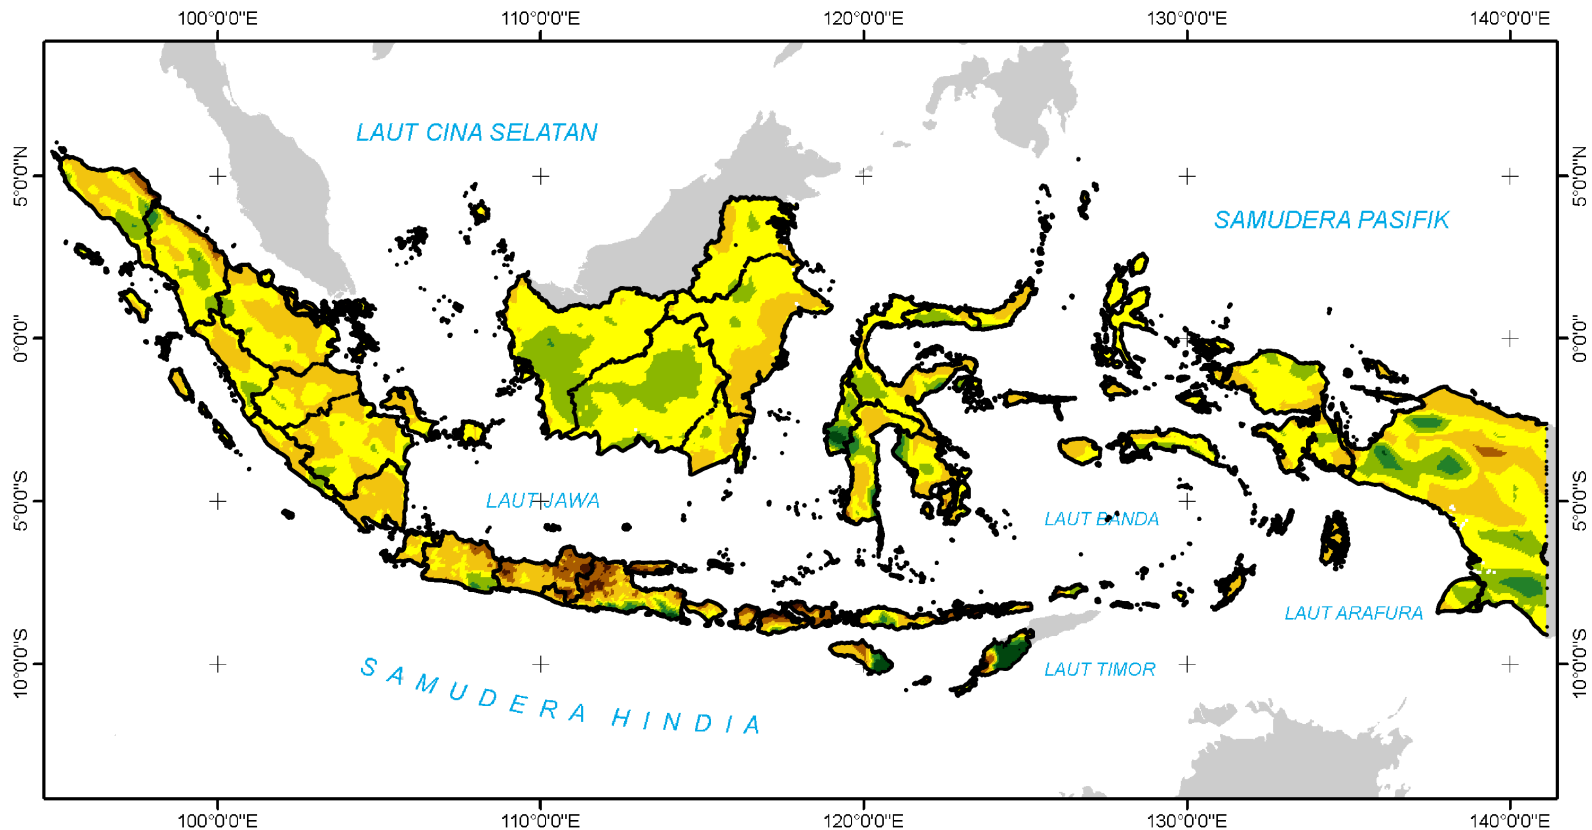 100°0'0"E 110°0'0"E 120°0'0"E 130°0'0"E 140°0'0"E
LAUT CINA SELATAN
5°0'0"N 5°0'0"N
SAMUDERA PASIFIK
0°0'0" 0°0'0"
5°0'0"S LAUT JAWA 5°0'0"S
LAUT BANDA
LAUT ARAFURA
10°0'0"S LAUT TIMOR 10°0'0"S
SAMUDERA HINDIA
100°0'0"E 110°0'0"E 120°0'0"E 130°0'0"E 140°0'0"E